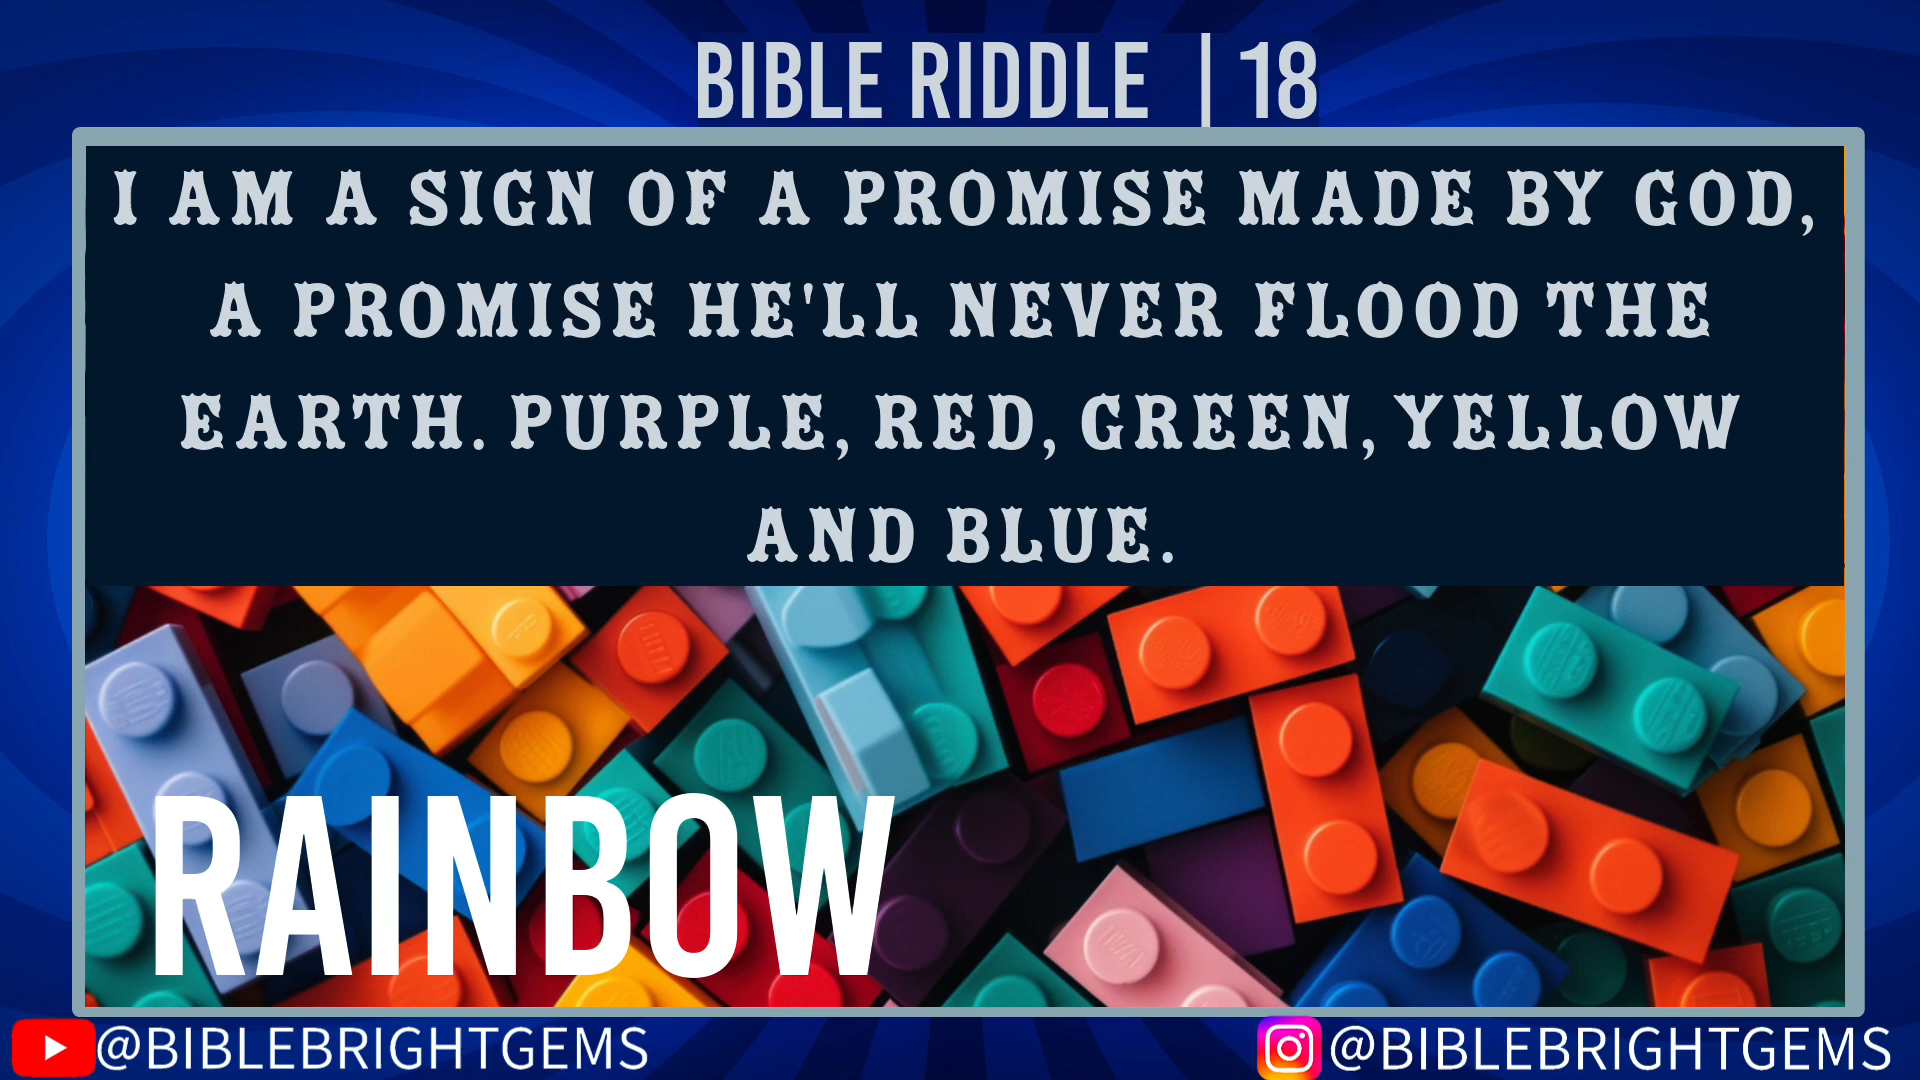 BIBLE RIDDLE | 18
I AM A SIGN OF A PROMISE MADE BY GOD,
A PROMISE HE'LL NEVER FLOOD THE
EARTH. PURPLE, RED, GREEN, YELLOW
AND BLUE.
RAINBOW
@BIBLEBRIGHTGEMS
@BIBLEBRIGHTGEMS